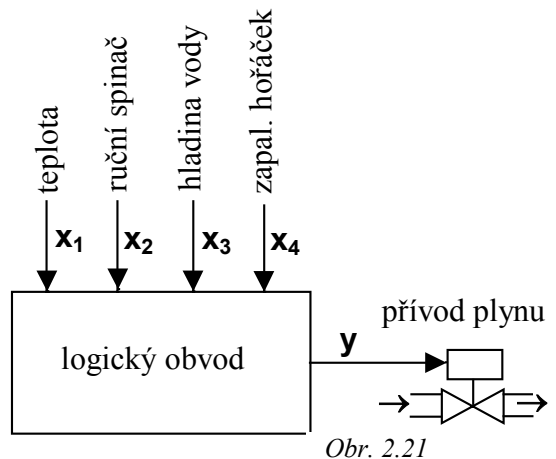 teplota
ruční spinač
hladina vody
zapal. hořáček
x1
x2
x3
x4
logický obvod
y
přívod plynu
Obr. 2.21